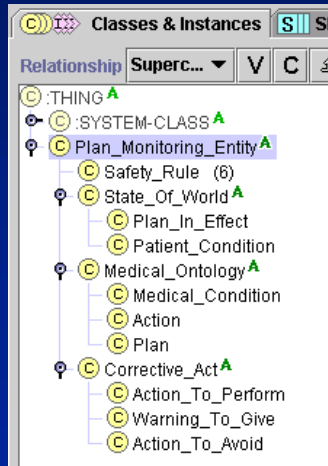 C Classes & Instances S Sl
Relationship Superc... V C
C :THING A
C :SYSTEM-CLASS A
C Plan_Monitoring_Entity A
C Safety_Rule (6)
C State_Of_World A
C Plan_In_Effect
C Patient_Condition
C Medical_Ontology A
C Medical_Condition
C Action
C Plan
C Corrective_Act A
C Action_To_Perform
C Warning_To_Give
C Action_To_Avoid